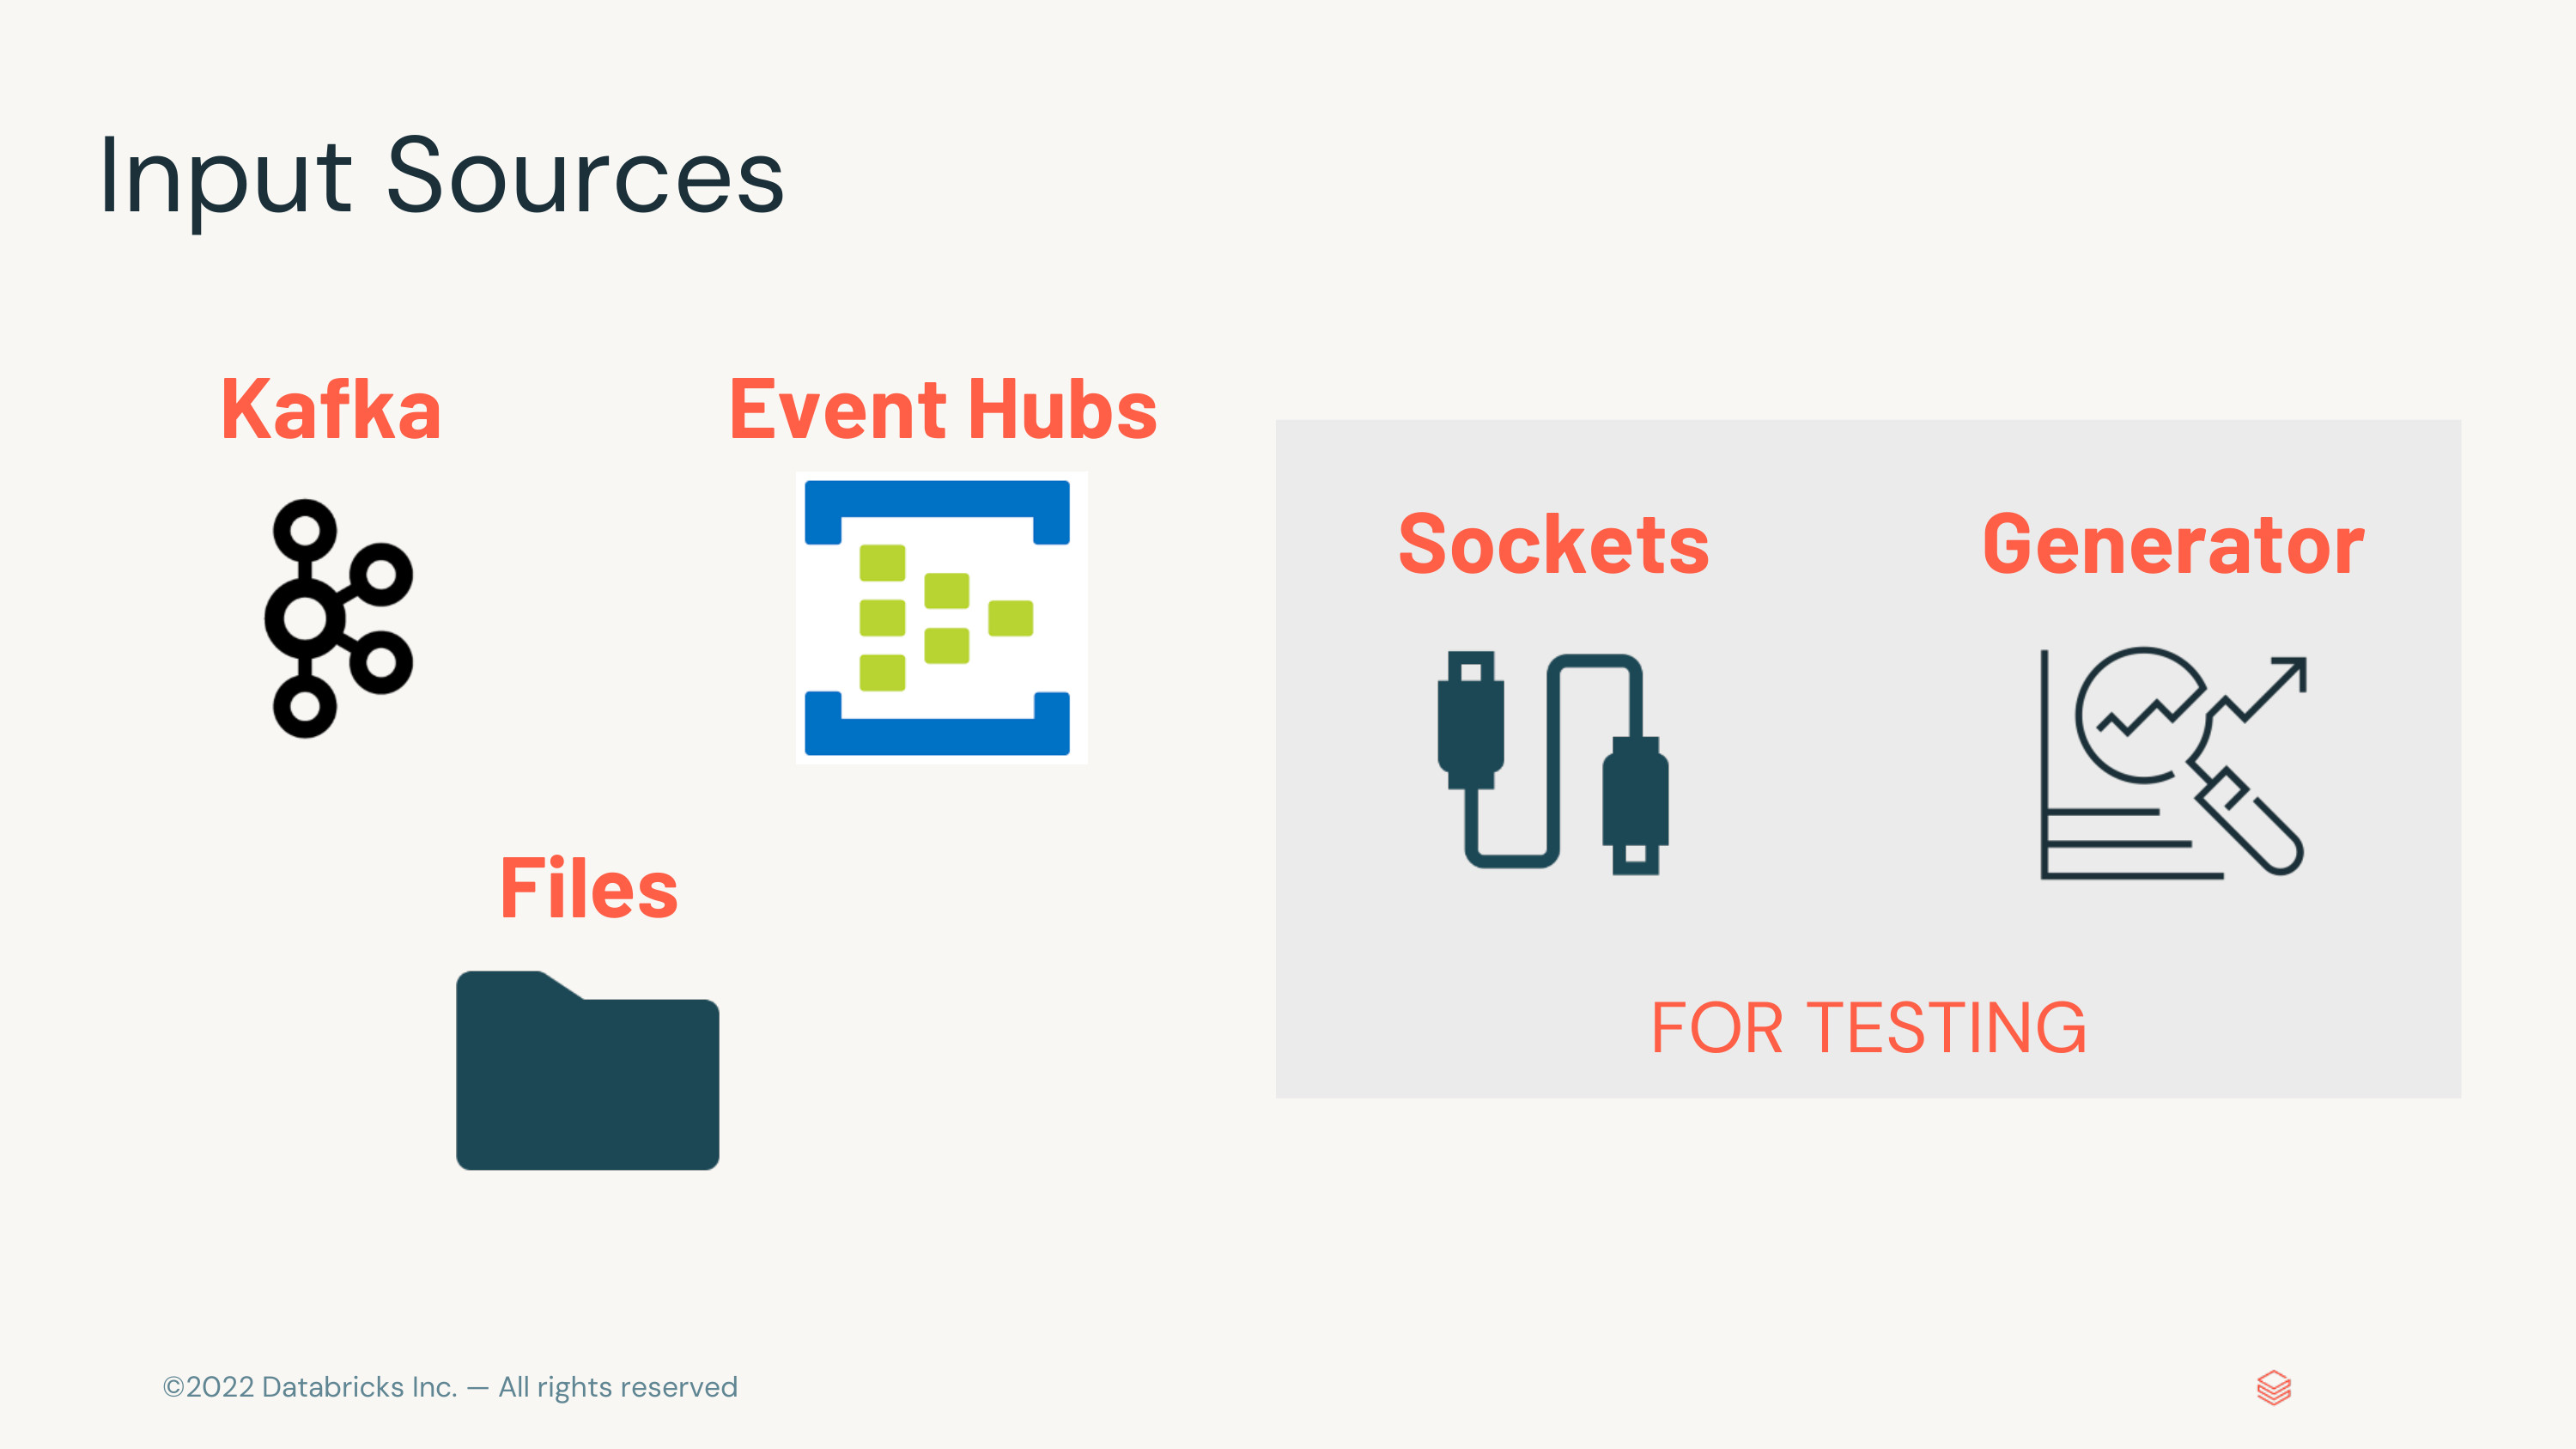 Input Sources
Kafka
Event Hubs
Files
Sockets
Generator
FOR TESTING
©2022 Databricks Inc. — All rights reserved